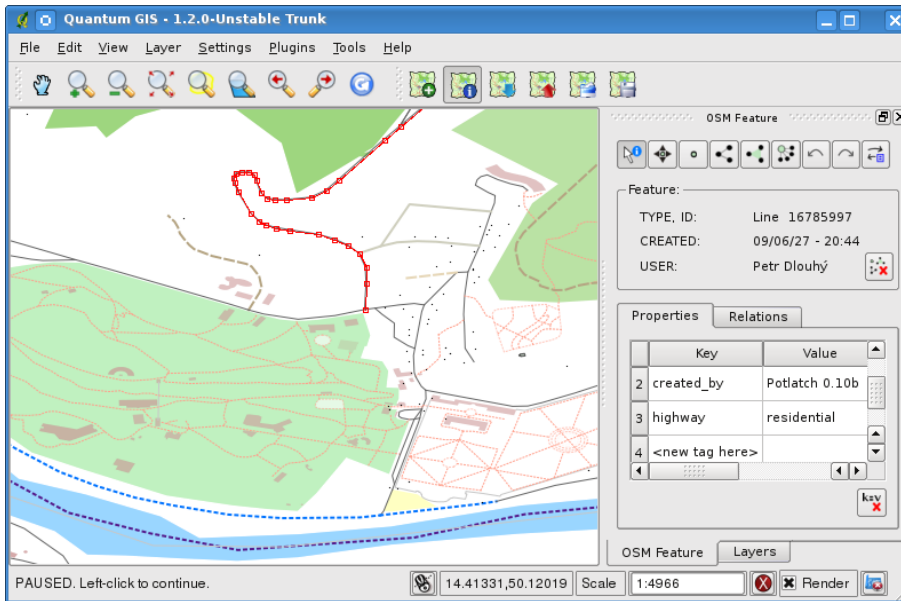 Quantum GIS - 1.2.0-Unstable Trunk
File Edit View Layer Settings Plugins Tools Help
OSM Feature
Feature:
TYPE, ID: Line 16785997
CREATED: 09/06/27 - 20:44
USER: Petr Dlouhý
Properties Relations
Key Value
2 created_by Potlatch 0.10b
3 highway residential
4 <new tag here>
k=v
OSM Feature Layers
PAUSED. Left-click to continue. 14.41331,50.12019 Scale 1:4966 Render